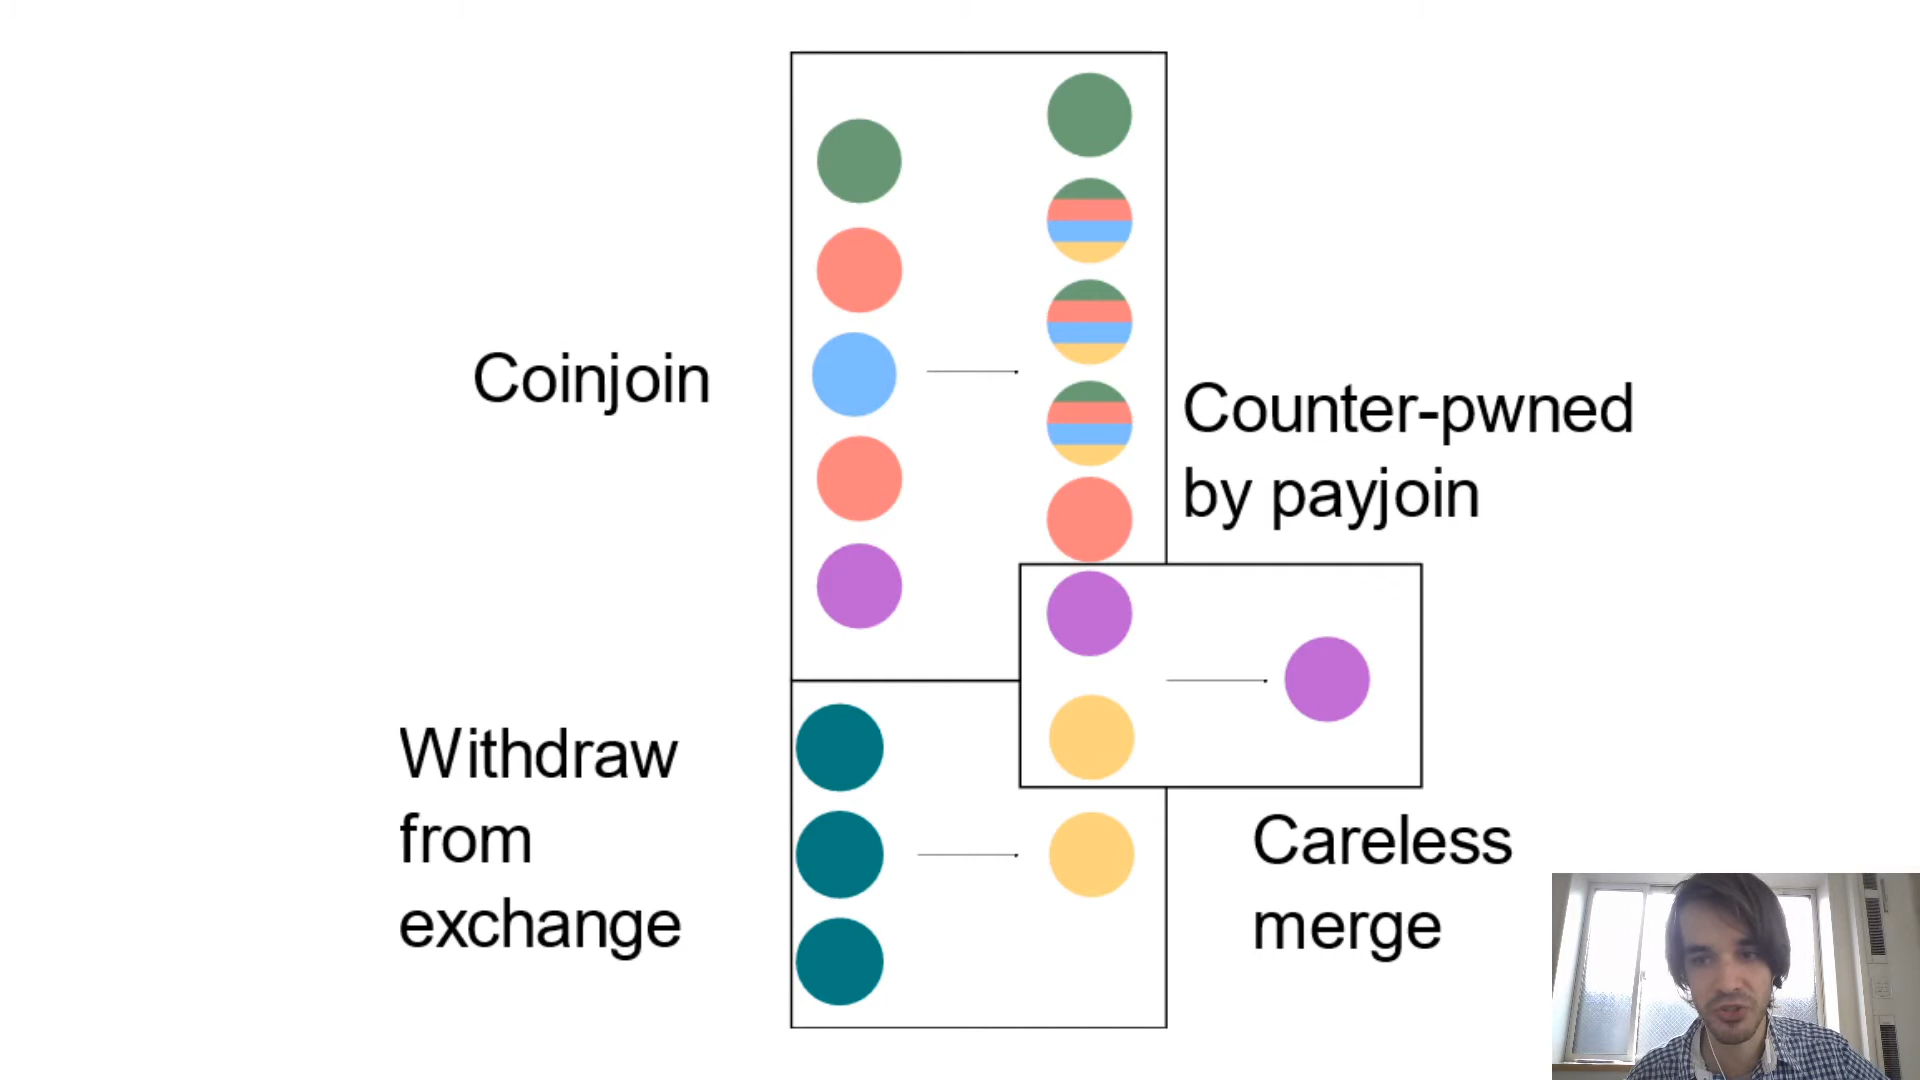 Coinjoin
Counter-pwned
by payjoin
Withdraw
from
exchange
Careless
merge